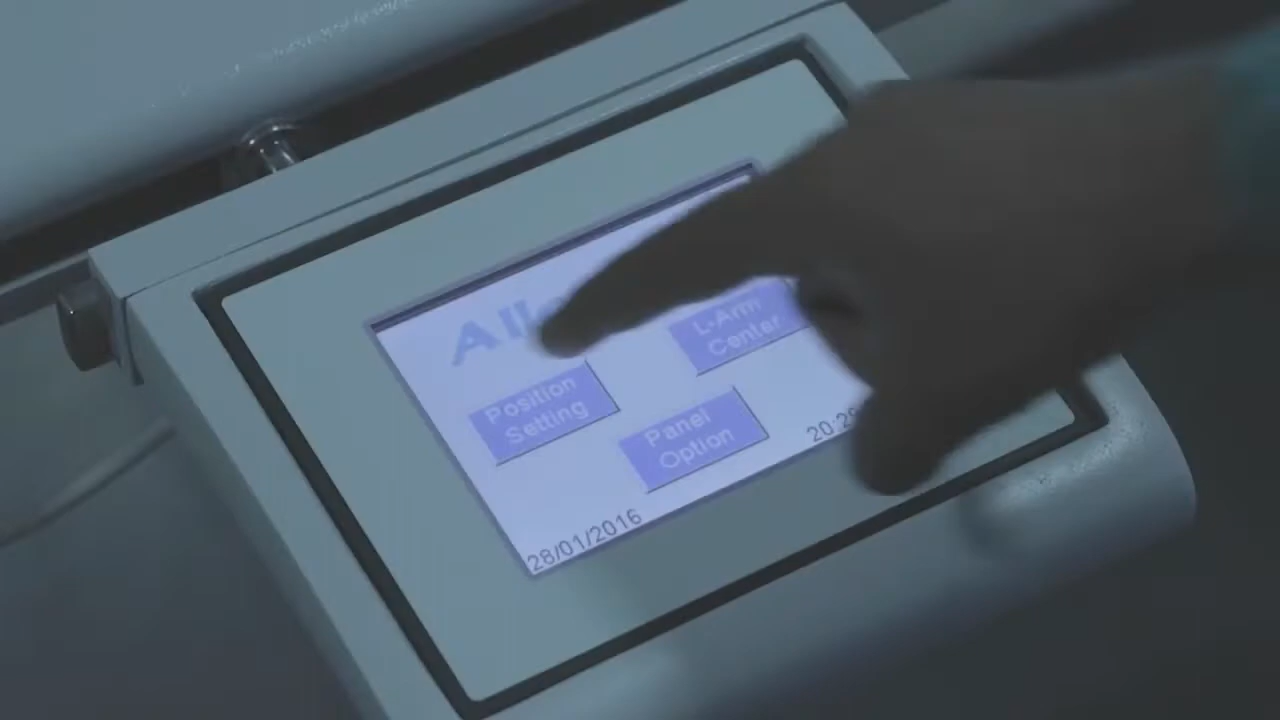 Position
Setting
L-Arm
Center
Panel
Option
28/01/2016